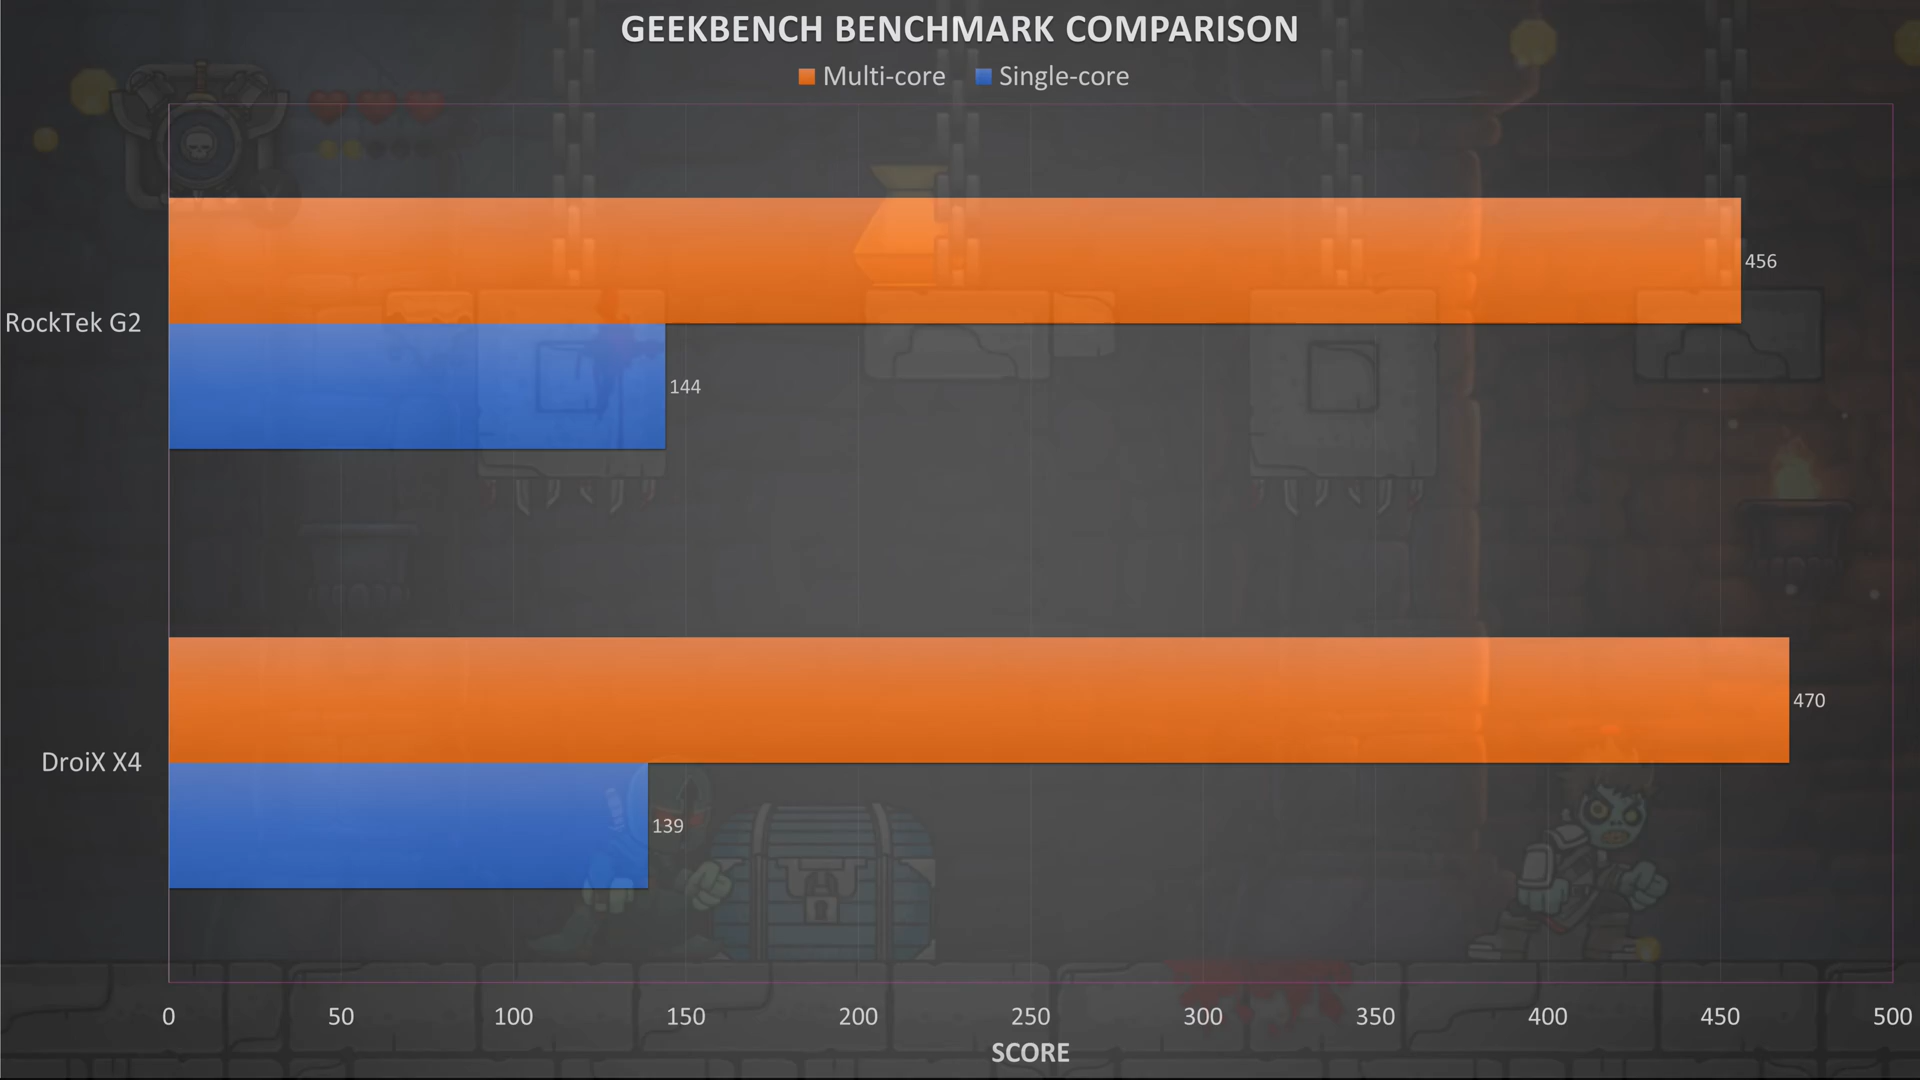 GEEKBENCH BENCHMARK COMPARISON
Multi-core Single-core
RockTek G2
456
144
DroiX X4
470
139
0 50 100 150 200 250 300 350 400 450 500
SCORE